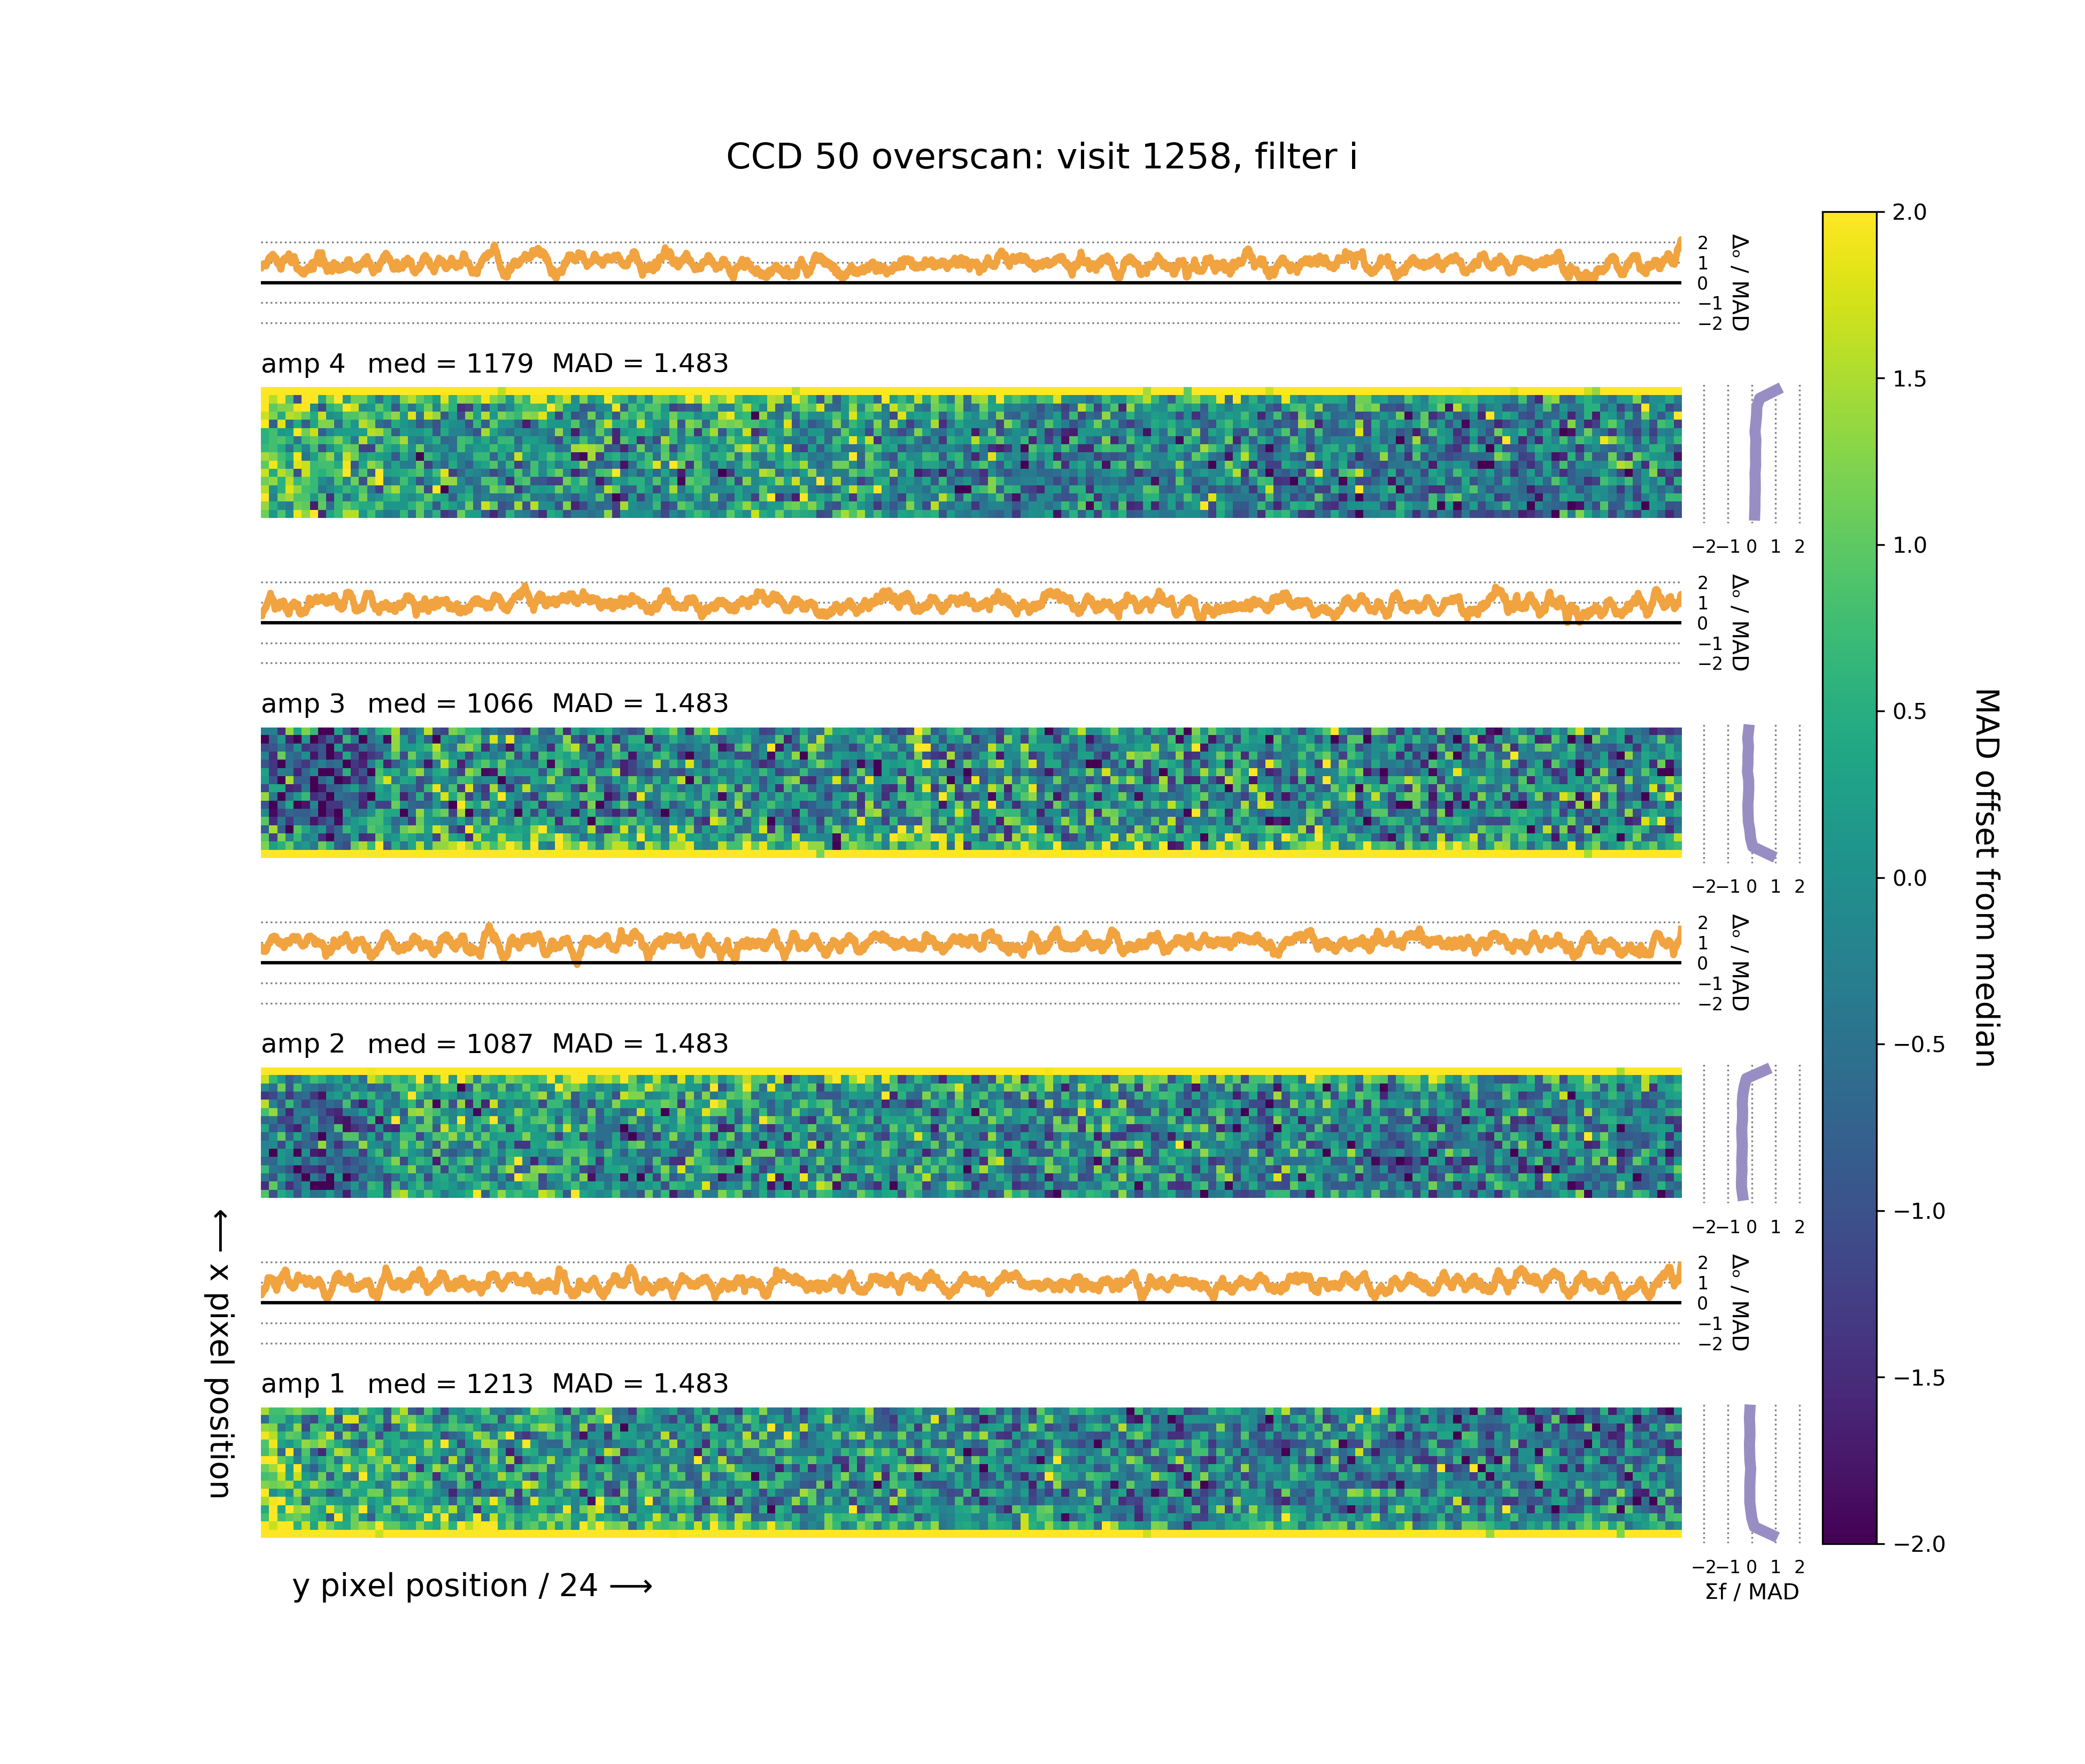 CCD 50 overscan: visit 1258, filter i
2
1
0
−1
−2
Δₒ / MAD
amp 4 med = 1179 MAD = 1.483
−2 −1 0 1 2
2
1
0
−1
−2
Δₒ / MAD
amp 3 med = 1066 MAD = 1.483
−2 −1 0 1 2
2
1
0
−1
−2
Δₒ / MAD
amp 2 med = 1087 MAD = 1.483
−2 −1 0 1 2
2
1
0
−1
−2
Δₒ / MAD
amp 1 med = 1213 MAD = 1.483
−2 −1 0 1 2
Σf / MAD
y pixel position / 24 ⟶
⟵ x pixel position
2.0
1.5
1.0
0.5
0.0
−0.5
−1.0
−1.5
−2.0
MAD offset from median